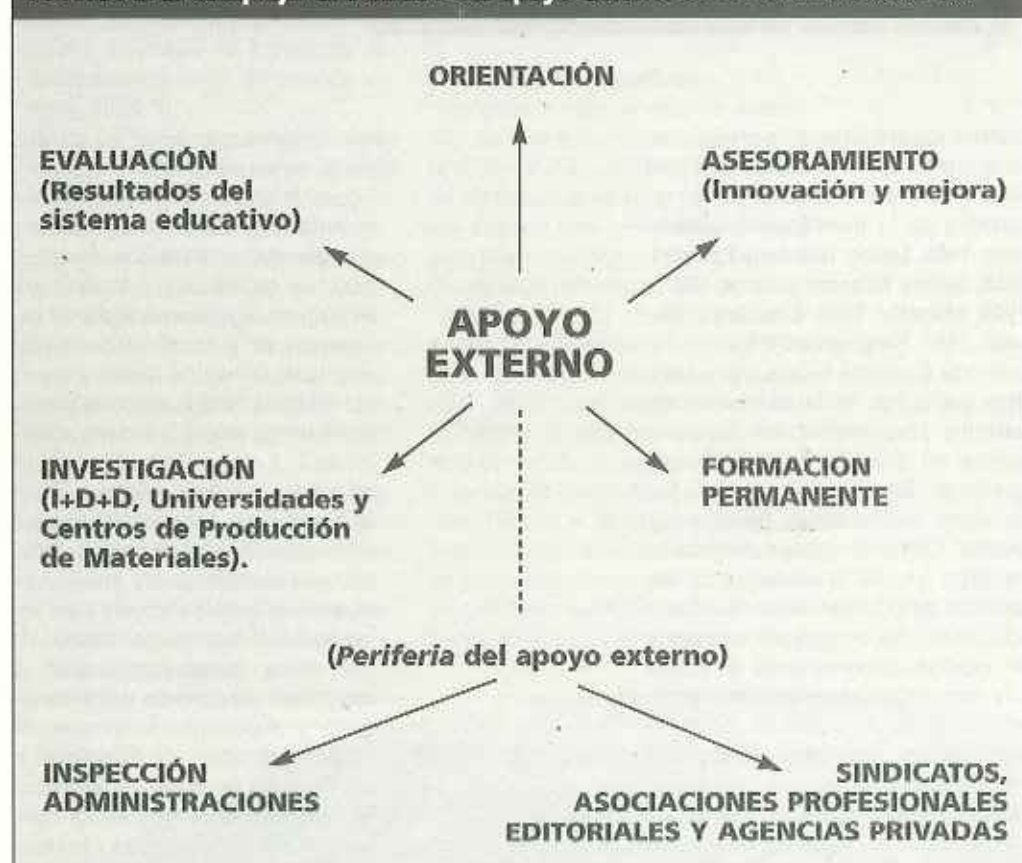 ORIENTACIÓN
EVALUACIÓN
(Resultados del
sistema educativo)
ASESORAMIENTO
(Innovación y mejora)
APOYO
EXTERNO
INVESTIGACIÓN
(I+D+D, Universidades y
Centros de Producción
de Materiales).
FORMACION
PERMANENTE
(Periferia del apoyo externo)
INSPECCIÓN
ADMINISTRACIONES
SINDICATOS,
ASOCIACIONES PROFESIONALES
EDITORIALES Y AGENCIAS PRIVADAS